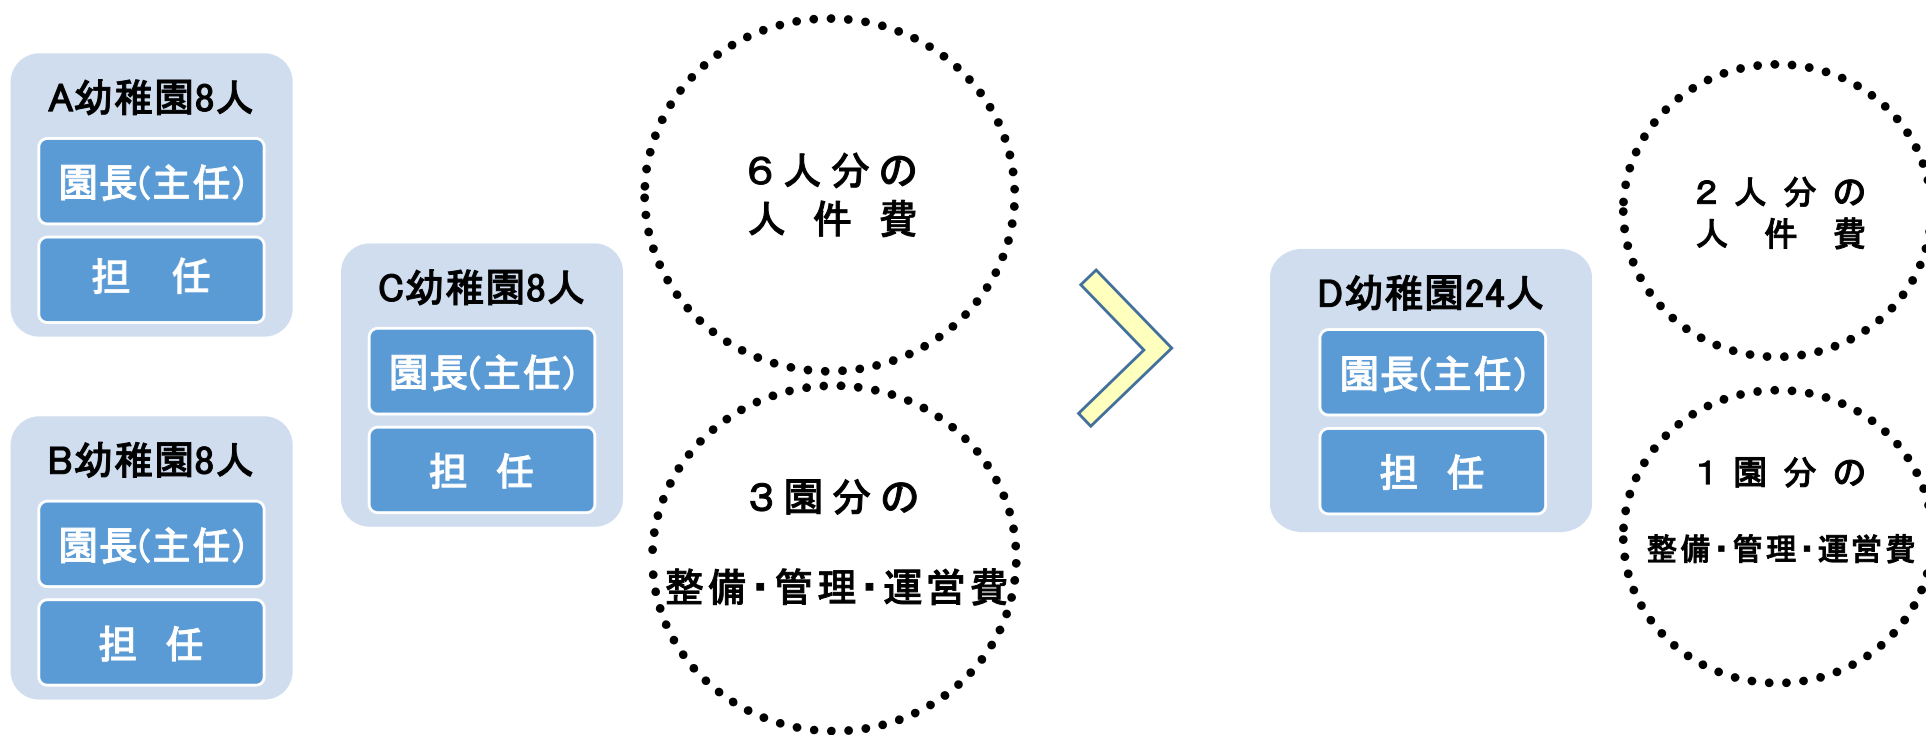 A幼稚園8人
園長(主任)
担　任
B幼稚園8人
園長(主任)
担　任
C幼稚園8人
園長(主任)
担　任
６人分の
人件費
３園分の
整備・管理・運営費
D幼稚園24人
園長(主任)
担　任
２人分の
人件費
１園分の
整備・管理・運営費